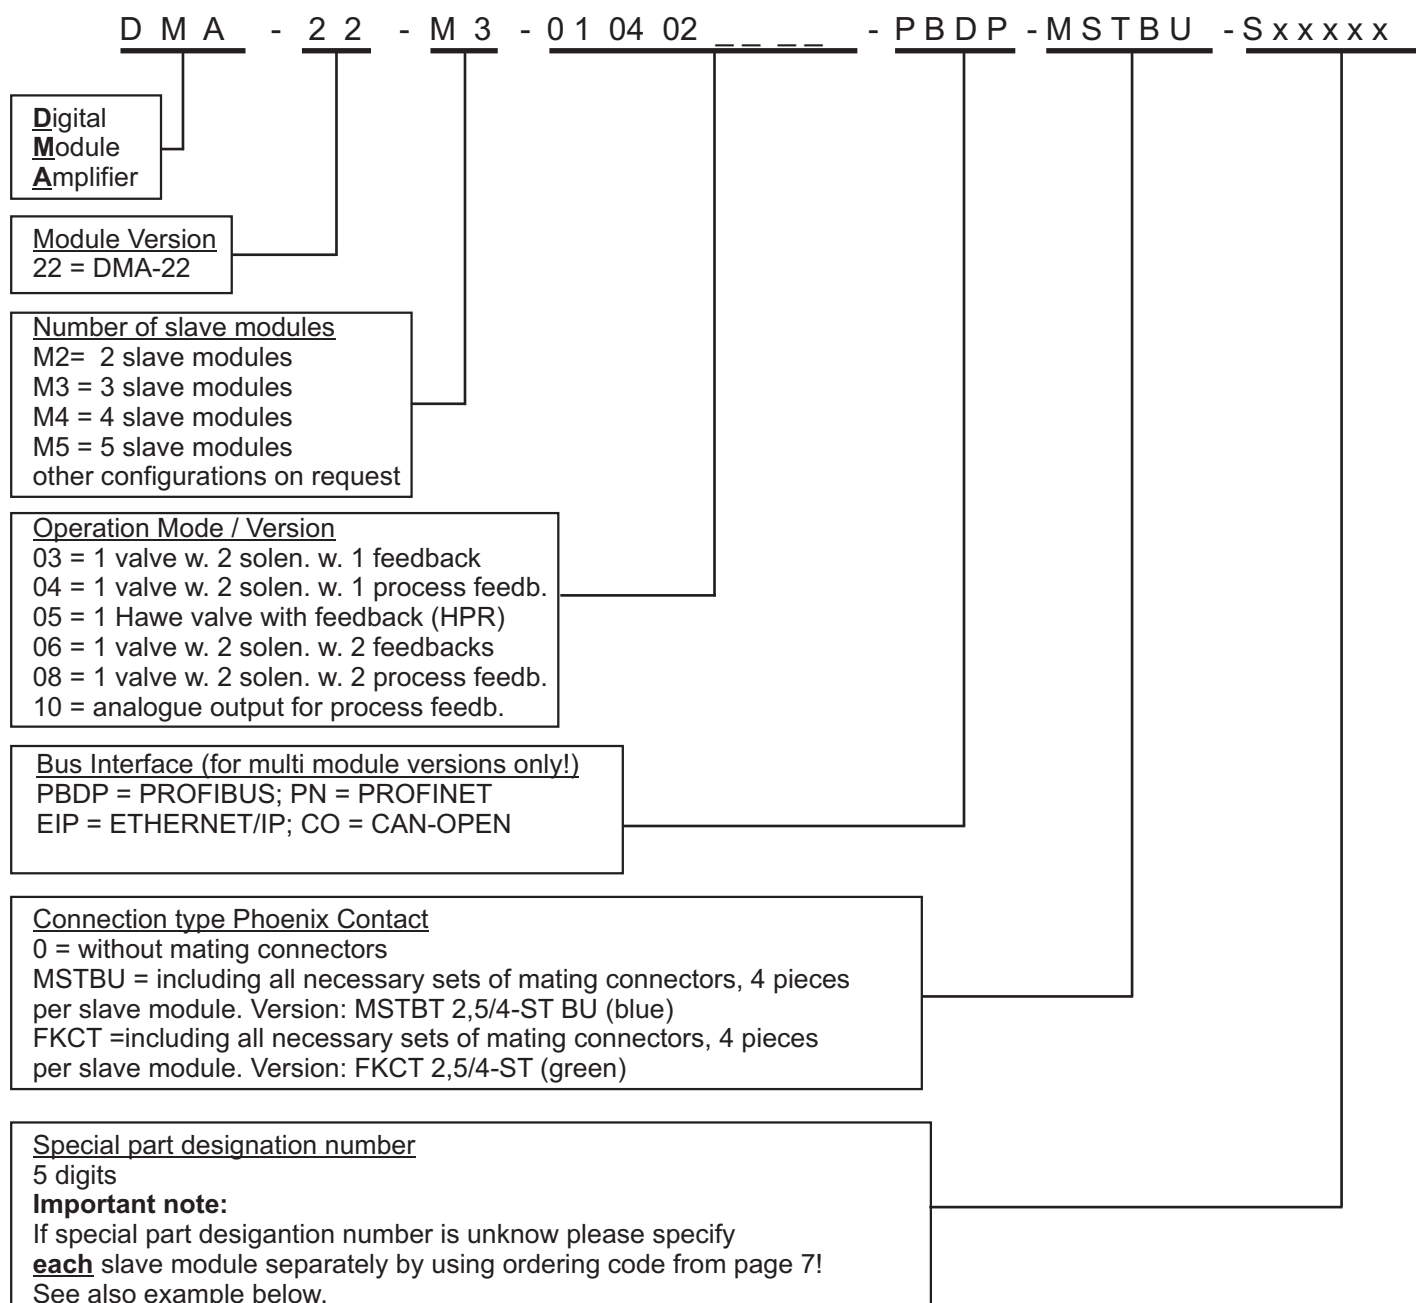 DMA - 22 - M3 - 01 04 02 __ __ - PBDP - MSTBU - Sxxxxx
Digital
Module
Amplifier
Module Version
22 = DMA-22
Number of slave modules
M2=  2 slave modules
M3 = 3 slave modules
M4 = 4 slave modules
M5 = 5 slave modules
other configurations on request
Operation Mode / Version
03 = 1 valve w. 2 solen. w. 1 feedback
04 = 1 valve w. 2 solen. w. 1 process feedb.
05 = 1 Hawe valve with feedback (HPR)
06 = 1 valve w. 2 solen. w. 2 feedbacks
08 = 1 valve w. 2 solen. w. 2 process feedb.
10 = analogue output for process feedb.
Bus Interface (for multi module versions only!)
PBDP = PROFIBUS; PN = PROFINET
EIP = ETHERNET/IP; CO = CAN-OPEN
Connection type Phoenix Contact
0 = without mating connectors
MSTBU = including all necessary sets of mating connectors, 4 pieces
per slave module. Version: MSTBT 2,5/4-ST BU (blue)
FKCT =including all necessary sets of mating connectors, 4 pieces
per slave module. Version: FKCT 2,5/4-ST (green)
Special part designation number
5 digits
Important note:
If special part desigantion number is unknow please specify
each slave module separately by using ordering code from page 7!
See also example below.